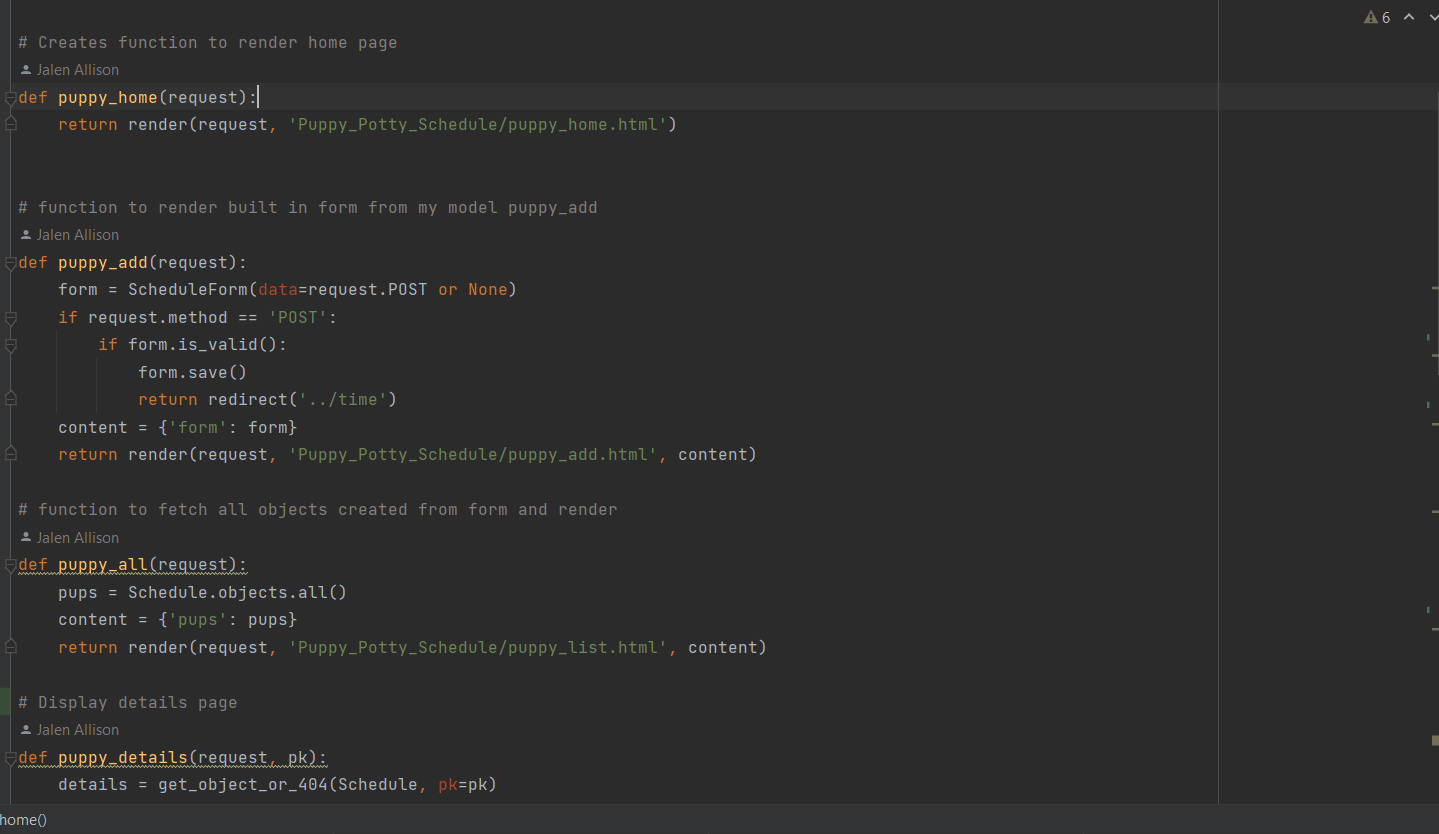 6
# Creates function to render home page
Jalen Allison
def puppy_home(request):
    return render(request, 'Puppy_Potty_Schedule/puppy_home.html')
# function to render built in form from my model puppy_add
Jalen Allison
def puppy_add(request):
    form = ScheduleForm(data=request.POST or None)
    if request.method == 'POST':
        if form.is_valid():
            form.save()
            return redirect('../time')
    content = {'form': form}
    return render(request, 'Puppy_Potty_Schedule/puppy_add.html', content)
# function to fetch all objects created from form and render
Jalen Allison
def puppy_all(request):
    pups = Schedule.objects.all()
    content = {'pups': pups}
    return render(request, 'Puppy_Potty_Schedule/puppy_list.html', content)
# Display details page
Jalen Allison
def puppy_details(request, pk):
    details = get_object_or_404(Schedule, pk=pk)
home()